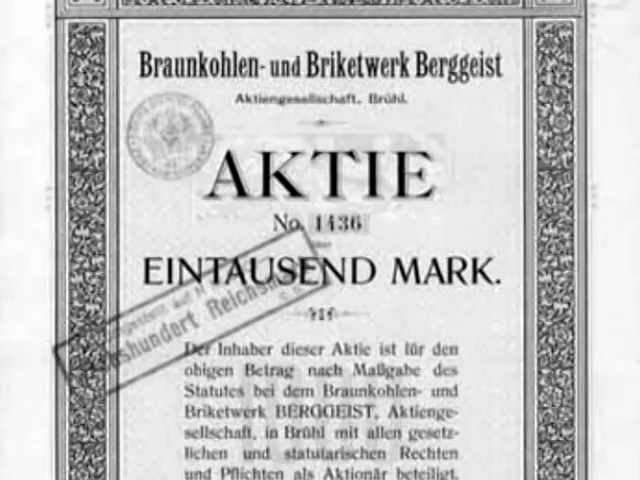 Braunkohlen- und Briketwerk Berggeist
Aktiengesellschaft, Brühl.
AKTIE
No. 1436
EINTAUSEND MARK.
hundert Reichsm
Der Inhaber dieser Aktie ist für den
obigen Betrag nach Maßgabe des
Statutes bei dem Braunkohlen- und
Briketwerk BERGGEIST, Aktienge-
sellschaft, in Brühl mit allen gesetz-
lichen und statutarischen Rechten
und Pflichten als Aktionär beteiligt.